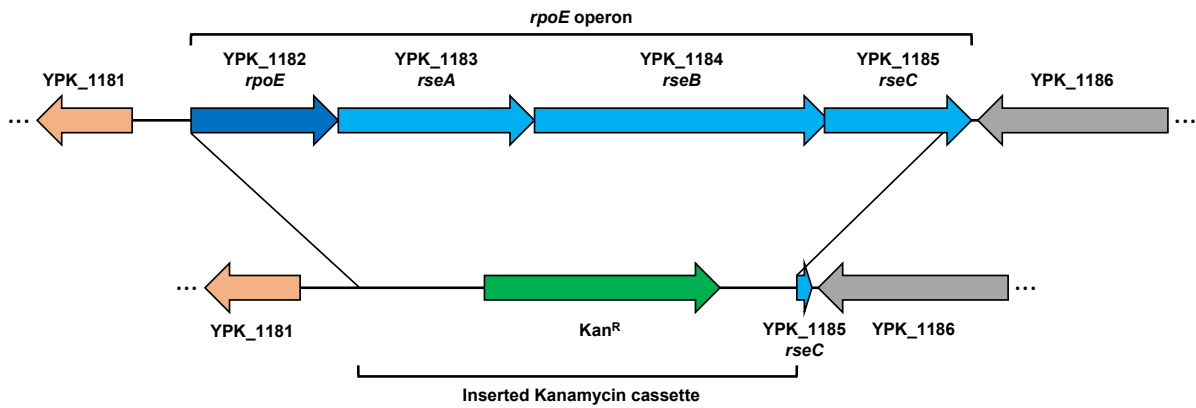 rpoE operon
YPK_1181
YPK_1182
rpoE
YPK_1183
rseA
YPK_1184
rseB
YPK_1185
rseC
YPK_1186
...
...
...
...
YPK_1181
KanR
YPK_1185
rseC
YPK_1186
Inserted Kanamycin cassette